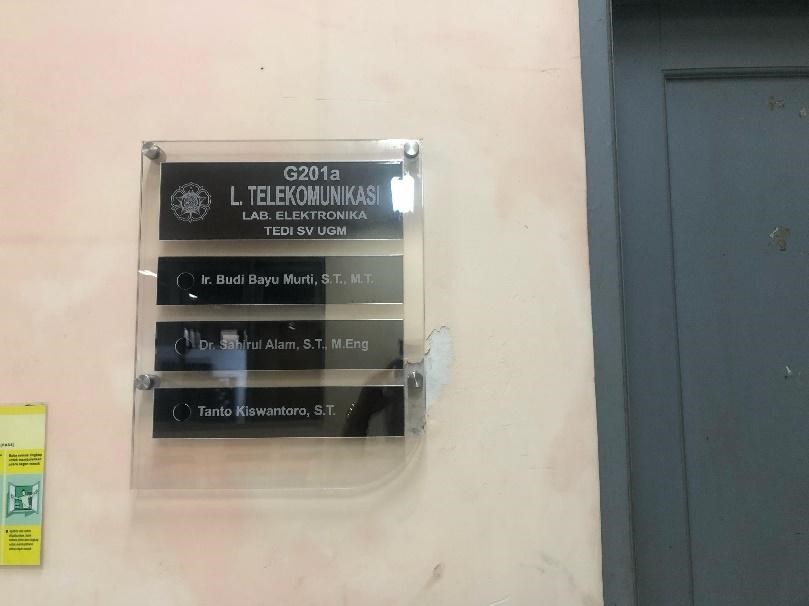 G201a
L. TELEKOMUNIKASI
LAB. ELEKTRONIKA
TEDI SV UGM
Ir. Budi Bayu Murti, S.T., M.T.
Dr. Sahirul Alam, S.T., M.Eng
Tanto Kiswantoro, S.T.